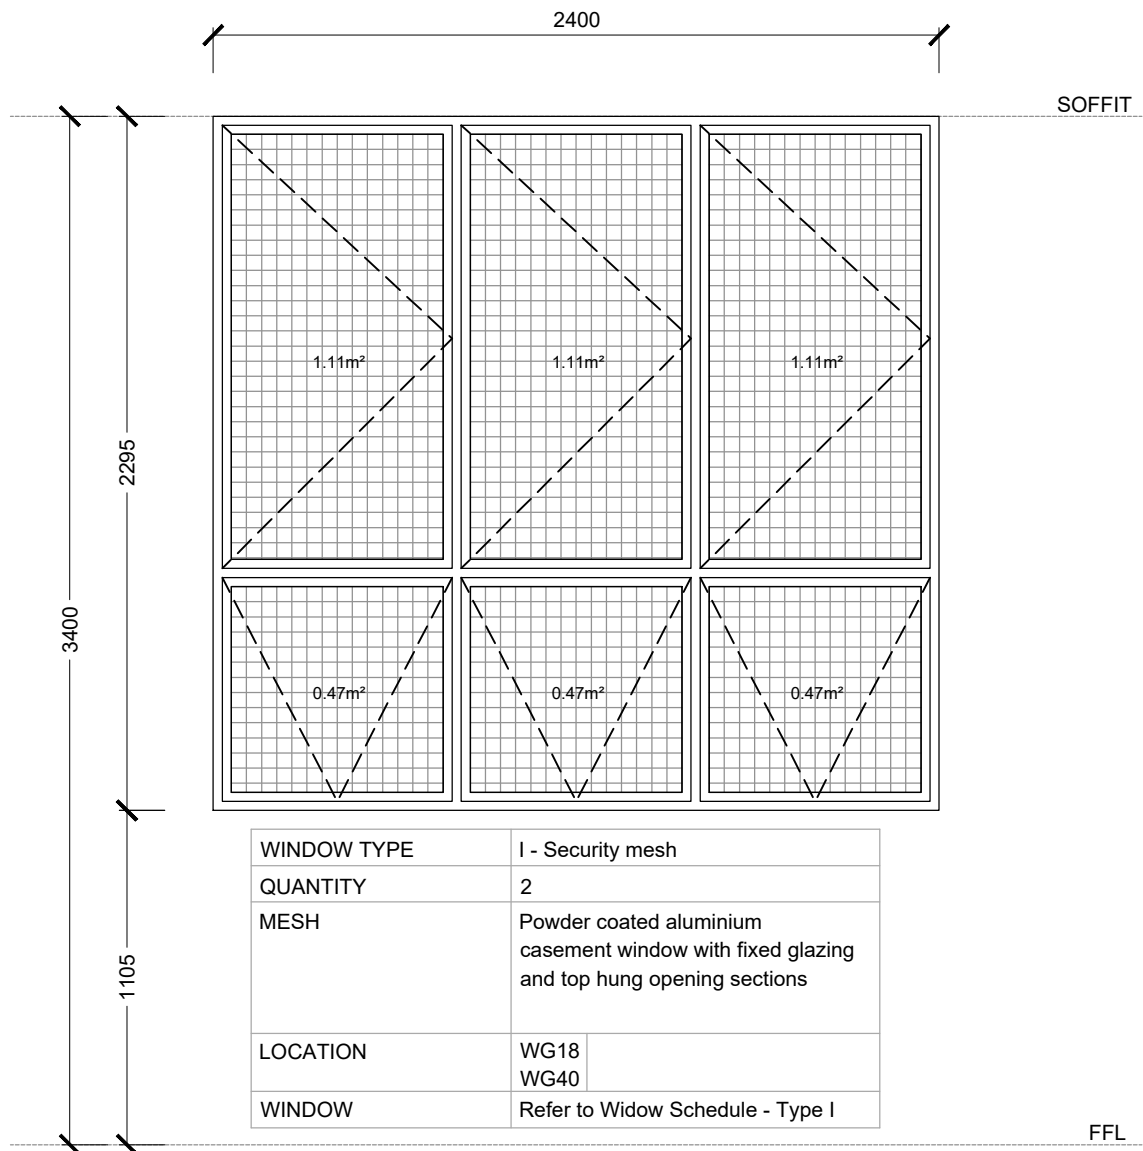 2400
SOFFIT
1.11m² 1.11m² 1.11m²
2295
3400
0.47m² 0.47m² 0.47m²
1105
WINDOW TYPE I - Security mesh
QUANTITY 2
MESH Powder coated aluminium
casement window with fixed glazing
and top hung opening sections
LOCATION WG18
WG40
WINDOW Refer to Widow Schedule - Type I
FFL